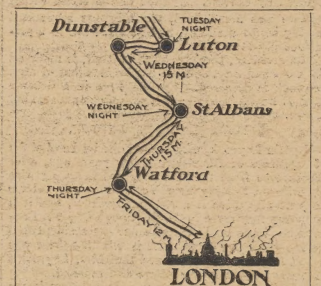 TUESDAY
NIGHT
Dunstable
Luton
WEDNESDAY
15 M
WEDNESDAY
NIGHT
St Albans
THURSDAY
15 M.
Watford
THURSDAY
NIGHT
FRIDAY 12 M
LONDON